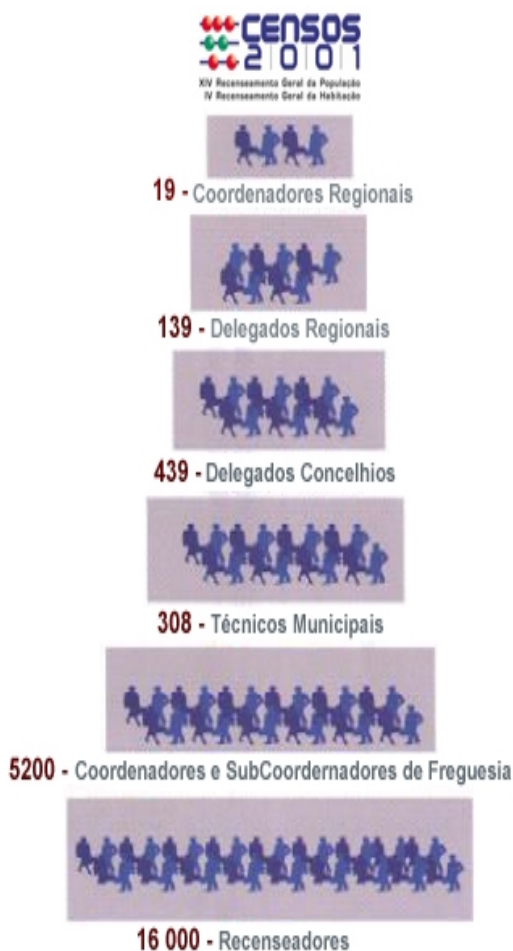 CENSOS
2001
XIV Recenseamento Geral da População
IV Recenseamento Geral da Habitação
19 - Coordenadores Regionais
139 - Delegados Regionais
439 - Delegados Concelhios
308 - Técnicos Municipais
5200 - Coordenadores e SubCoordernadores de Freguesia
16 000 - Recenseadores